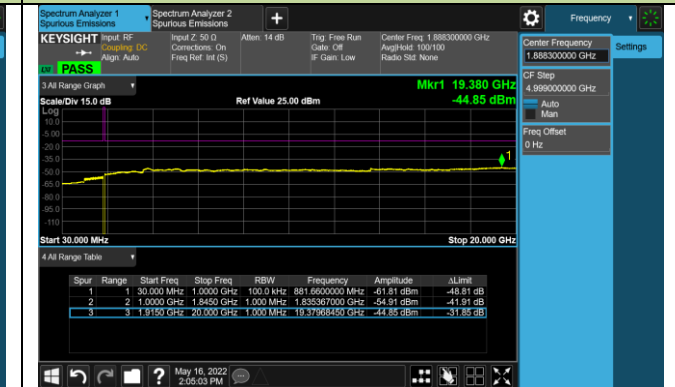 Spectrum Analyzer 1
Spurious Emissions
Spectrum Analyzer 2
Spurious Emissions
+
Frequency
KEYSIGHT
Input: RF
Coupling: DC
Align: Auto
Input Z: 50 Ω
Corrections: On
Freq Ref: Int (S)
Atten: 14 dB
Trig: Free Run
Gate: Off
IF Gain: Low
Center Freq: 1.888300000 GHz
Avg|Hold: 100/100
Radio Std: None
PASS
Center Frequency
1.888300000 GHz
Settings
CF Step
4.999000000 GHz
Auto
Man
Freq Offset
0 Hz
3 All Range Graph
Mkr1 19.380 GHz
-44.85 dBm
Scale/Div 15.0 dB
Ref Value 25.00 dBm
Log
10.0
-5.00
-20.0
-35.0
-50.0
-65.0
-80.0
-95.0
-110
1
Start 30.000 MHz
Stop 20.000 GHz
4 All Range Table
Spur Range Start Freq Stop Freq RBW Frequency Amplitude ΔLimit
1 1 30.000 MHz 1.0000 GHz 100.0 kHz 881.6600000 MHz -61.81 dBm -48.81 dB
2 2 1.0000 GHz 1.8450 GHz 1.000 MHz 1.835367000 GHz -54.91 dBm -41.91 dB
3 3 1.9150 GHz 20.000 GHz 1.000 MHz 19.37968450 GHz -44.85 dBm -31.85 dB
?
May 16, 2022
2:05:03 PM